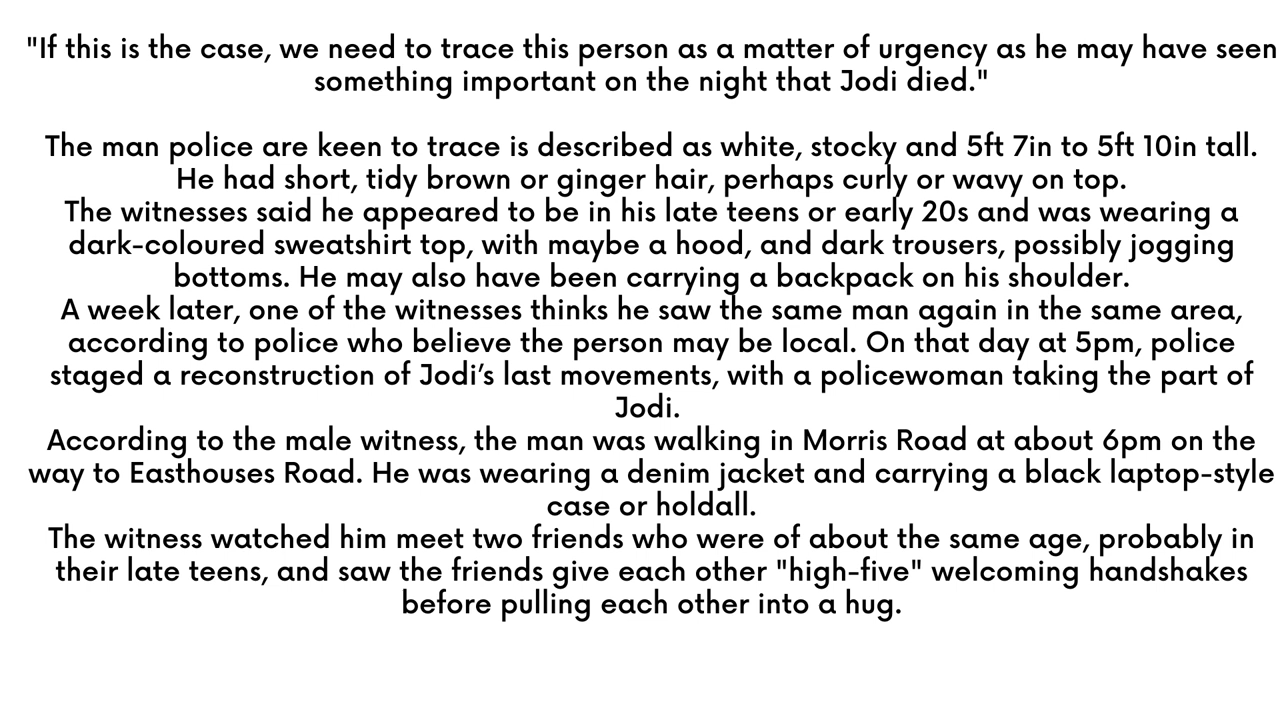 "If this is the case, we need to trace this person as a matter of urgency as he may have seen
something important on the night that Jodi died."
The man police are keen to trace is described as white, stocky and 5ft 7in to 5ft 10in tall.
He had short, tidy brown or ginger hair, perhaps curly or wavy on top.
The witnesses said he appeared to be in his late teens or early 20s and was wearing a
dark-coloured sweatshirt top, with maybe a hood, and dark trousers, possibly jogging
bottoms. He may also have been carrying a backpack on his shoulder.
A week later, one of the witnesses thinks he saw the same man again in the same area,
according to police who believe the person may be local. On that day at 5pm, police
staged a reconstruction of Jodi’s last movements, with a policewoman taking the part of
Jodi.
According to the male witness, the man was walking in Morris Road at about 6pm on the
way to Easthouses Road. He was wearing a denim jacket and carrying a black laptop-style
case or holdall.
The witness watched him meet two friends who were of about the same age, probably in
their late teens, and saw the friends give each other "high-five" welcoming handshakes
before pulling each other into a hug.